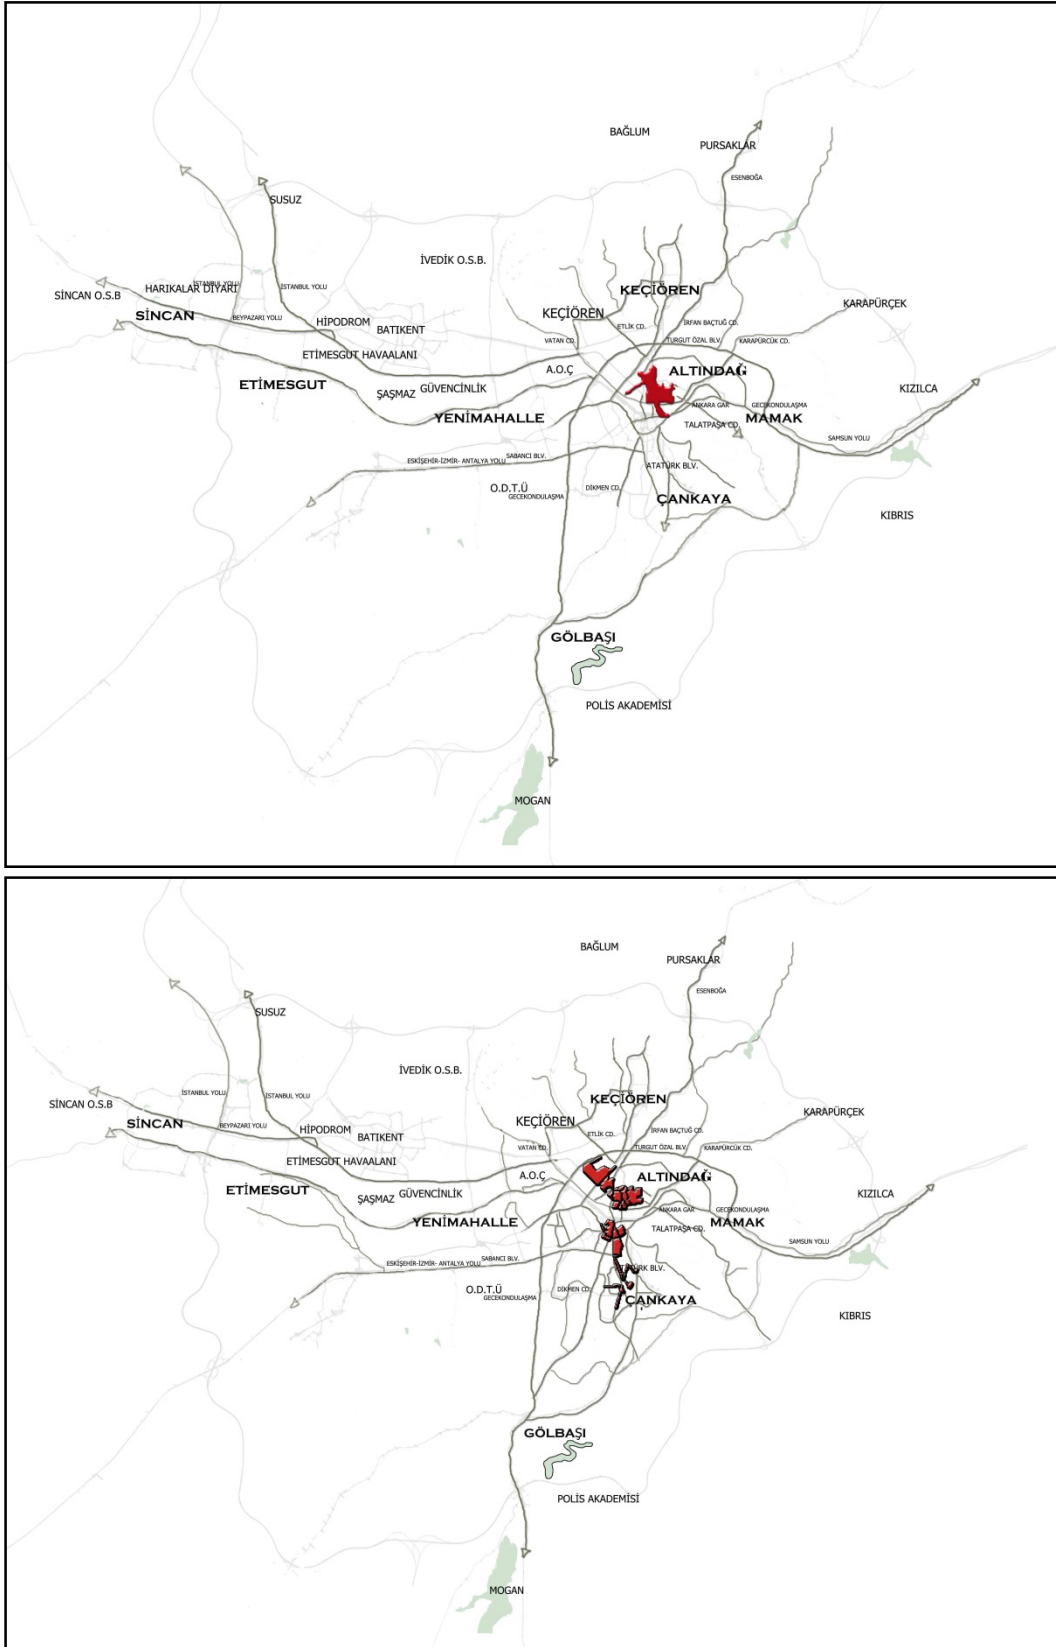 BAĞLUM
PURSAKLAR
ESENBOĞA
SUSUZ
İVEDİK O.S.B.
İSTANBUL YOLU
İSTANBUL YOLU
HARIKALAR DİYARI
SİNCAN O.S.B
KEÇİÖREN
KARAPÜRÇEK
SİNCAN
BEYPAZARI YOLU
HİPODROM
BATIKENT
KEÇİÖREN
ETLİK CD.
İRFAN BAÇTUĞ CD.
VATAN CD.
TURGUT ÖZAL BLV.
KARAPÜRCÜK CD.
ETİMESGUT HAVAALANI
A.O.Ç
ALTINDAĞ
ETİMESGUT
ŞAŞMAZ
GÜVENCİNLİK
KIZILCA
ANKARA GAR
GECEKONDULAŞMA
YENİMAHALLE
TALATPAŞA CD.
MAMAK
SAMSUN YOLU
ESKİŞEHİR-İZMİR- ANTALYA YOLU
SABANCI BLV.
ATATÜRK BLV.
O.D.T.Ü
GECEKONDULAŞMA
DİKMEN CD.
ÇANKAYA
KIBRIS
GÖLBAŞI
POLİS AKADEMİSİ
MOGAN
BAĞLUM
PURSAKLAR
ESENBOĞA
SUSUZ
İVEDİK O.S.B.
İSTANBUL YOLU
İSTANBUL YOLU
SİNCAN O.S.B
KEÇİÖREN
KARAPÜRÇEK
SİNCAN
BEYPAZARI YOLU
HİPODROM
BATIKENT
KEÇİÖREN
ETLİK CD.
İRFAN BAÇTUĞ CD.
VATAN CD.
TURGUT ÖZAL BLV.
KARAPÜRCÜK CD.
ETİMESGUT HAVAALANI
A.O.Ç
ALTINDAĞ
ETİMESGUT
ŞAŞMAZ
GÜVENCİNLİK
KIZILCA
ANKARA GAR
GECEKONDULAŞMA
YENİMAHALLE
TALATPAŞA CD.
MAMAK
SAMSUN YOLU
ESKİŞEHİR-İZMİR- ANTALYA YOLU
SABANCI BLV.
BLV.
O.D.T.Ü
GECEKONDULAŞMA
DİKMEN CD.
ÇANKAYA
KIBRIS
GÖLBAŞI
POLİS AKADEMİSİ
MOGAN